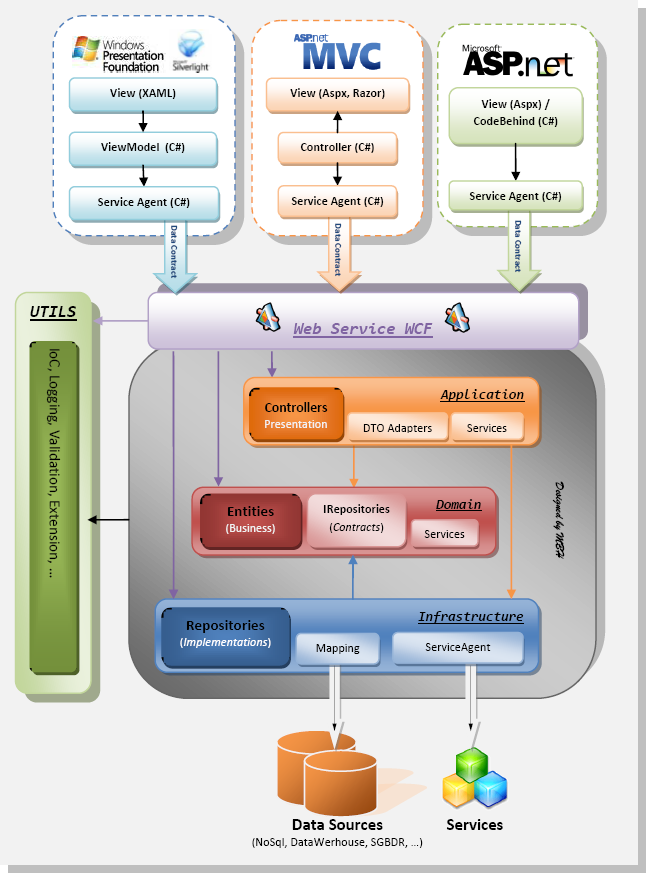 Windows
Presentation
Foundation
Microsoft
Silverlight
View (XAML)
ViewModel (C#)
Service Agent (C#)
Data Contract
ASP.net
MVC
View (Aspx, Razor)
Controller (C#)
Service Agent (C#)
Data Contract
Microsoft
ASP.net
View (Aspx) /
CodeBehind (C#)
Service Agent (C#)
Data Contract
UTILS
IoC, Logging, Validation, Extension, ...
Web Service WCF
Application
Controllers
Presentation
DTO Adapters
Services
Domain
Entities
(Business)
IRepositories
(Contracts)
Services
Designed by MBH
Infrastructure
Repositories
(Implementations)
Mapping
ServiceAgent
Data Sources
(NoSql, DataWerhouse, SGBDR, ...)
Services